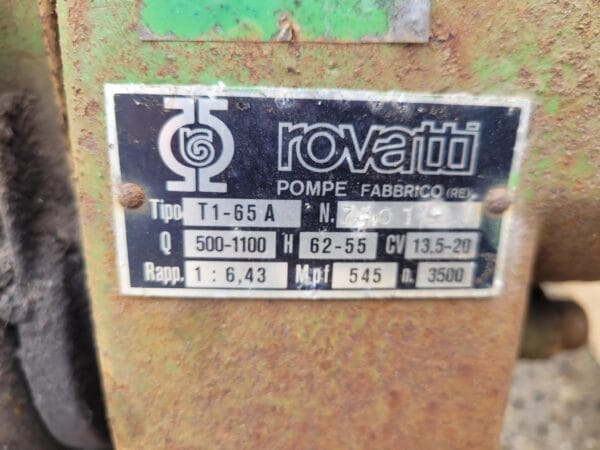 rovatti
POMPE FABBRICO (RE)
Tipo T1-65 A N.
Q 500-1100 H 62-55 CV 13.5-20
Rapp. 1 : 6,43 M.pf 545 n. 3500